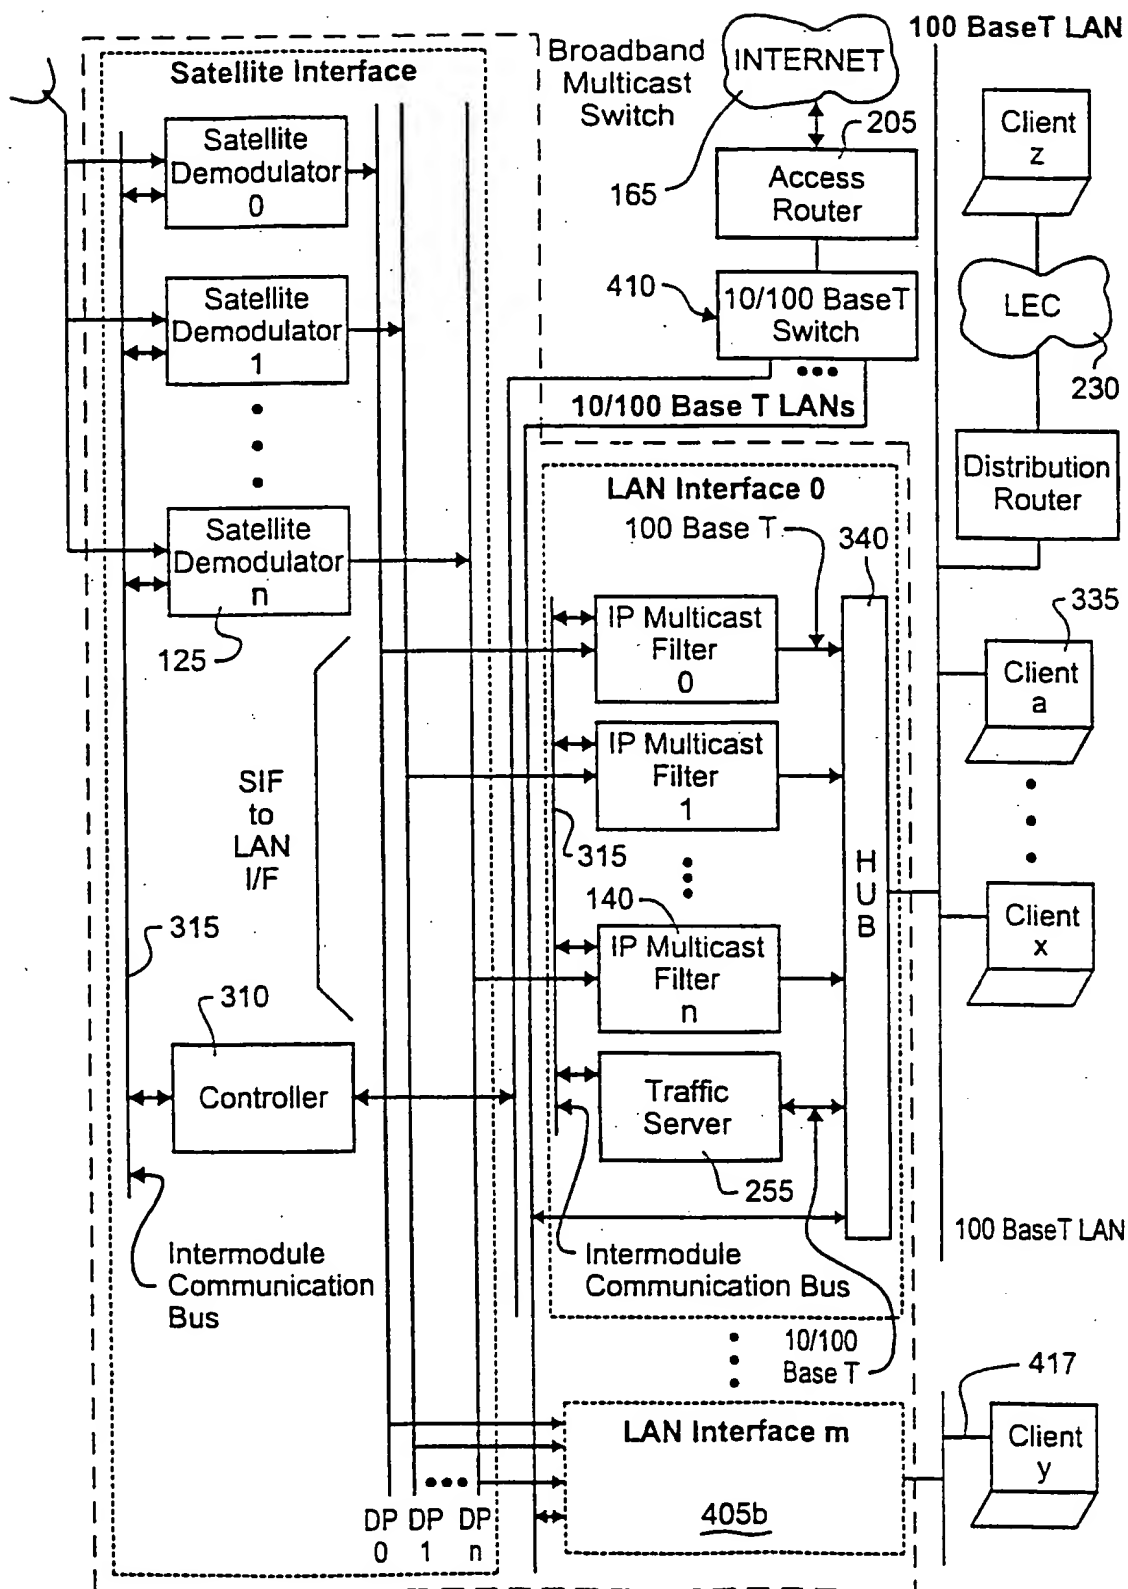 100 BaseT LAN
Broadband
Multicast
Switch
INTERNET
165
205
Access
Router
410
10/100 BaseT
Switch
10/100 Base T LANs
Client
z
LEC
230
Distribution
Router
Satellite Interface
Satellite
Demodulator
0
Satellite
Demodulator
1
Satellite
Demodulator
n
125
SIF
to
LAN
I/F
315
310
Controller
Intermodule
Communication
Bus
DP
0
DP
1
DP
n
LAN Interface 0
100 Base T
340
IP Multicast
Filter
0
IP Multicast
Filter
1
315
140
IP Multicast
Filter
n
Traffic
Server
255
HUB
Intermodule
Communication Bus
10/100
Base T
335
Client
a
Client
x
100 BaseT LAN
LAN Interface m
405b
417
Client
y